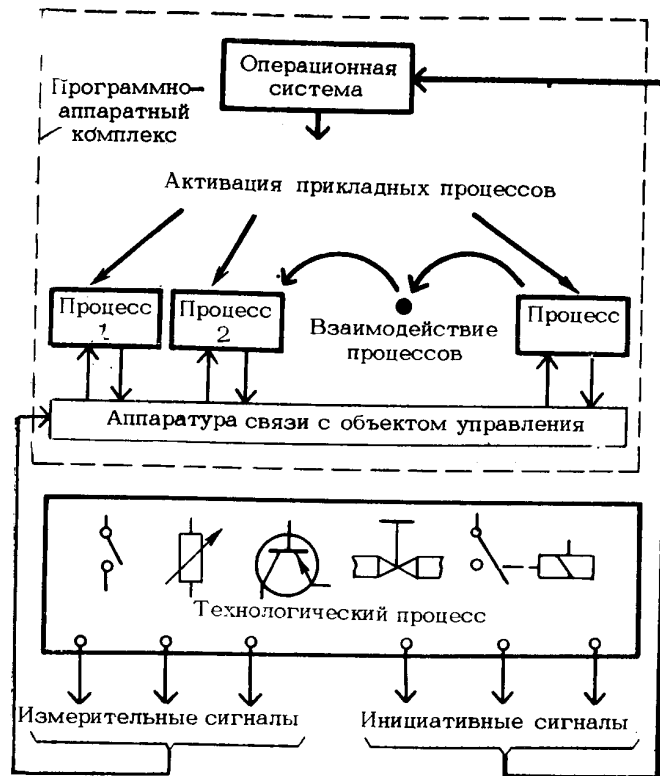 Операционная
система
Программно-
аппаратный
комплекс
Активация прикладных процессов
Процесс
1
Процесс
2
Взаимодействие
процессов
Процесс
Аппаратура связи с объектом управления
Технологический процесс
Измерительные сигналы
Инициативные сигналы